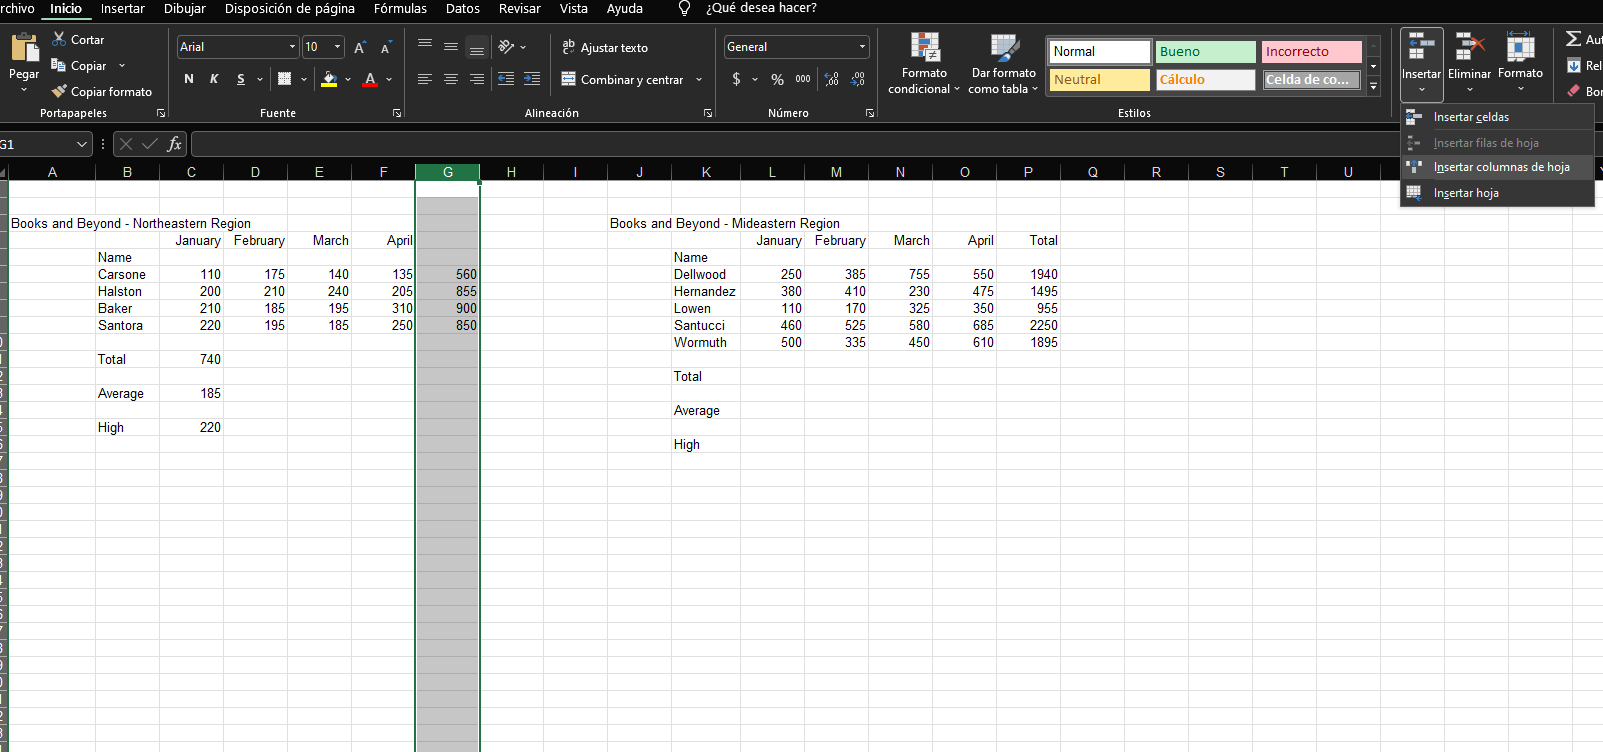 rchivo Inicio Insertar Dibujar Disposición de página Fórmulas Datos Revisar Vista Ayuda ¿Qué desea hacer?
Pegar
Cortar
Copiar
Copiar formato
Portapapeles
Arial 10
N K S
Fuente
Ajustar texto
Combinar y centrar
Alineación
General
$ % 000
Número
Formato condicional
Dar formato como tabla
Normal Bueno Incorrecto
Neutral Cálculo Celda de co...
Estilos
Insertar Eliminar Formato
Aut
Rel
Bor
Insertar celdas
Insertar filas de hoja
Insertar columnas de hoja
Insertar hoja
G1 fx
A B C D E F G H I J K L M N O P Q R S T U
Books and Beyond - Northeastern Region Books and Beyond - Mideastern Region
January February March April January February March April Total
Name Name
Carsone 110 175 140 135 560 Dellwood 250 385 755 550 1940
Halston 200 210 240 205 855 Hernandez 380 410 230 475 1495
Baker 210 185 195 310 900 Lowen 110 170 325 350 955
Santora 220 195 185 250 850 Santucci 460 525 580 685 2250
Wormuth 500 335 450 610 1895
Total 740
Total
Average 185
Average
High 220
High